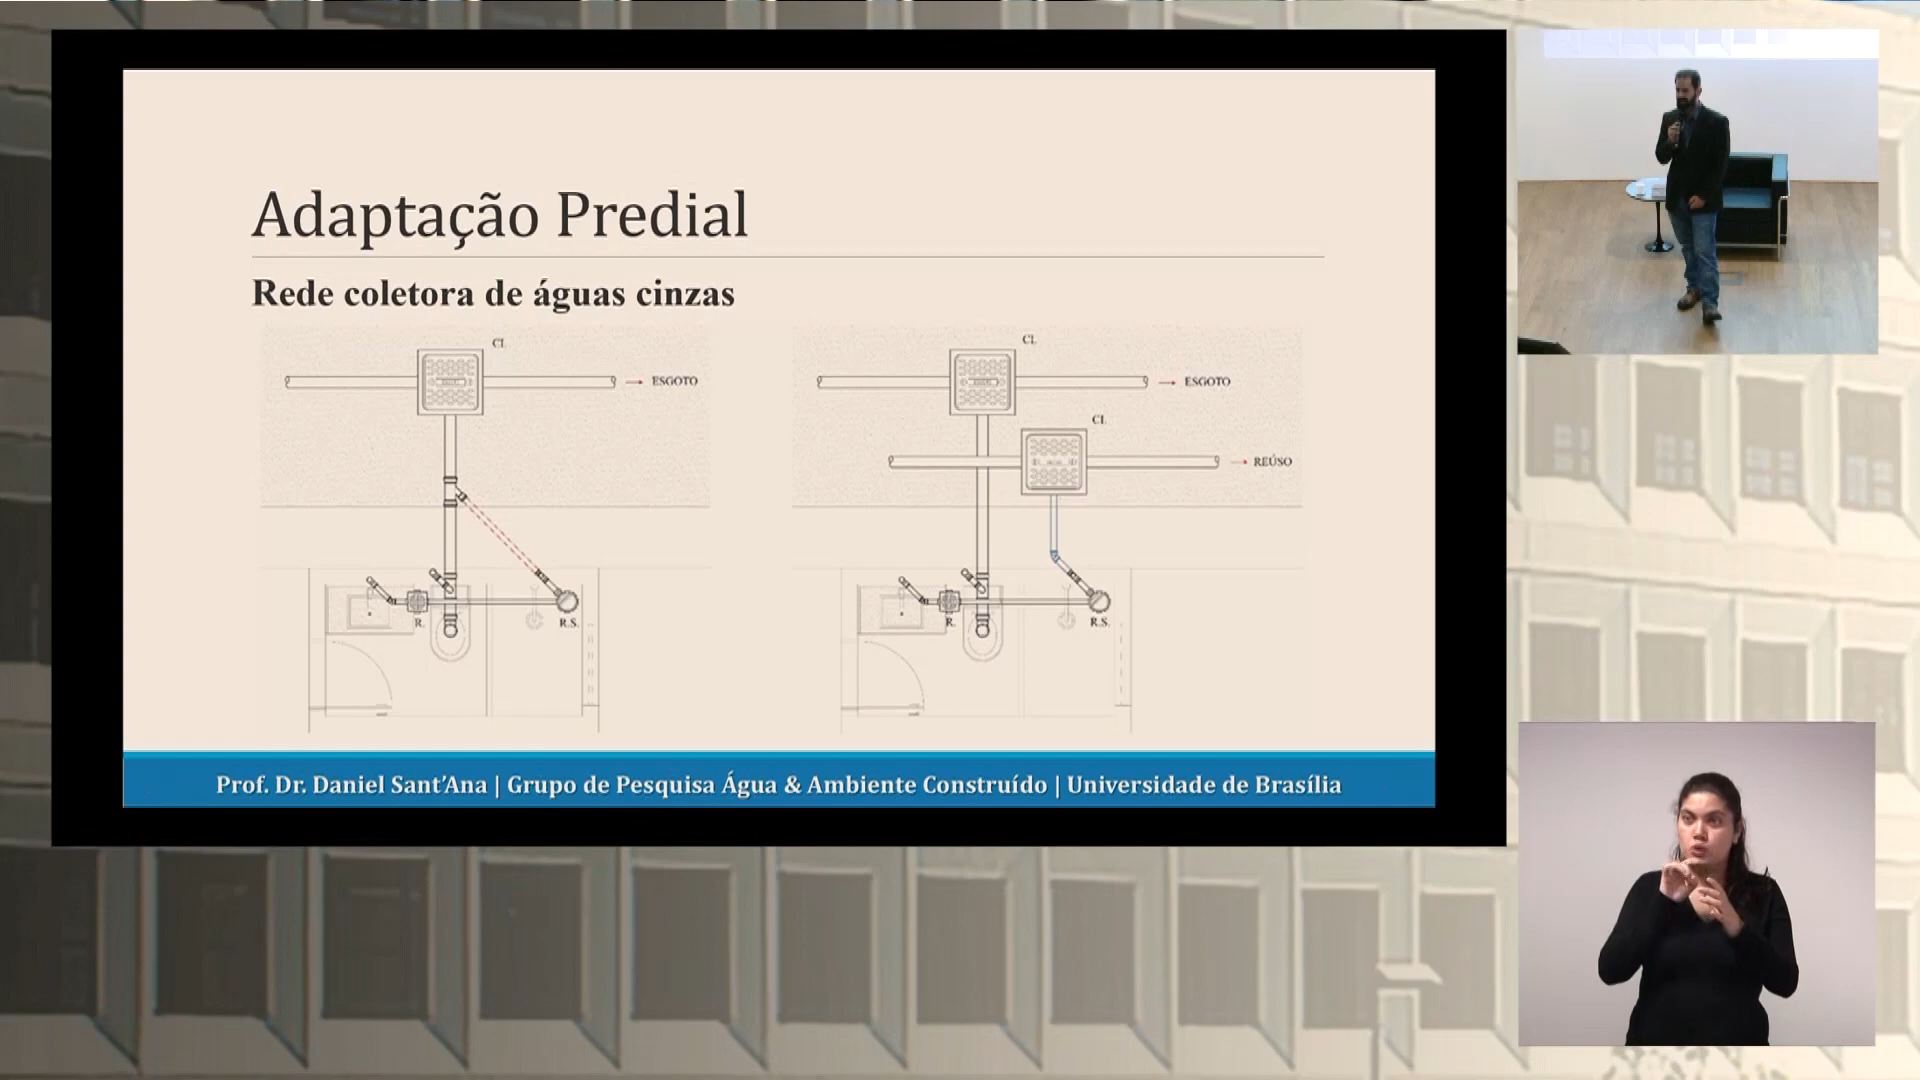 Adaptação Predial
Rede coletora de águas cinzas
CI.
ESGOTO
R.
R.S.
CI.
ESGOTO
CI.
REÚSO
R.
R.S.
Prof. Dr. Daniel Sant'Ana | Grupo de Pesquisa Água & Ambiente Construído | Universidade de Brasília